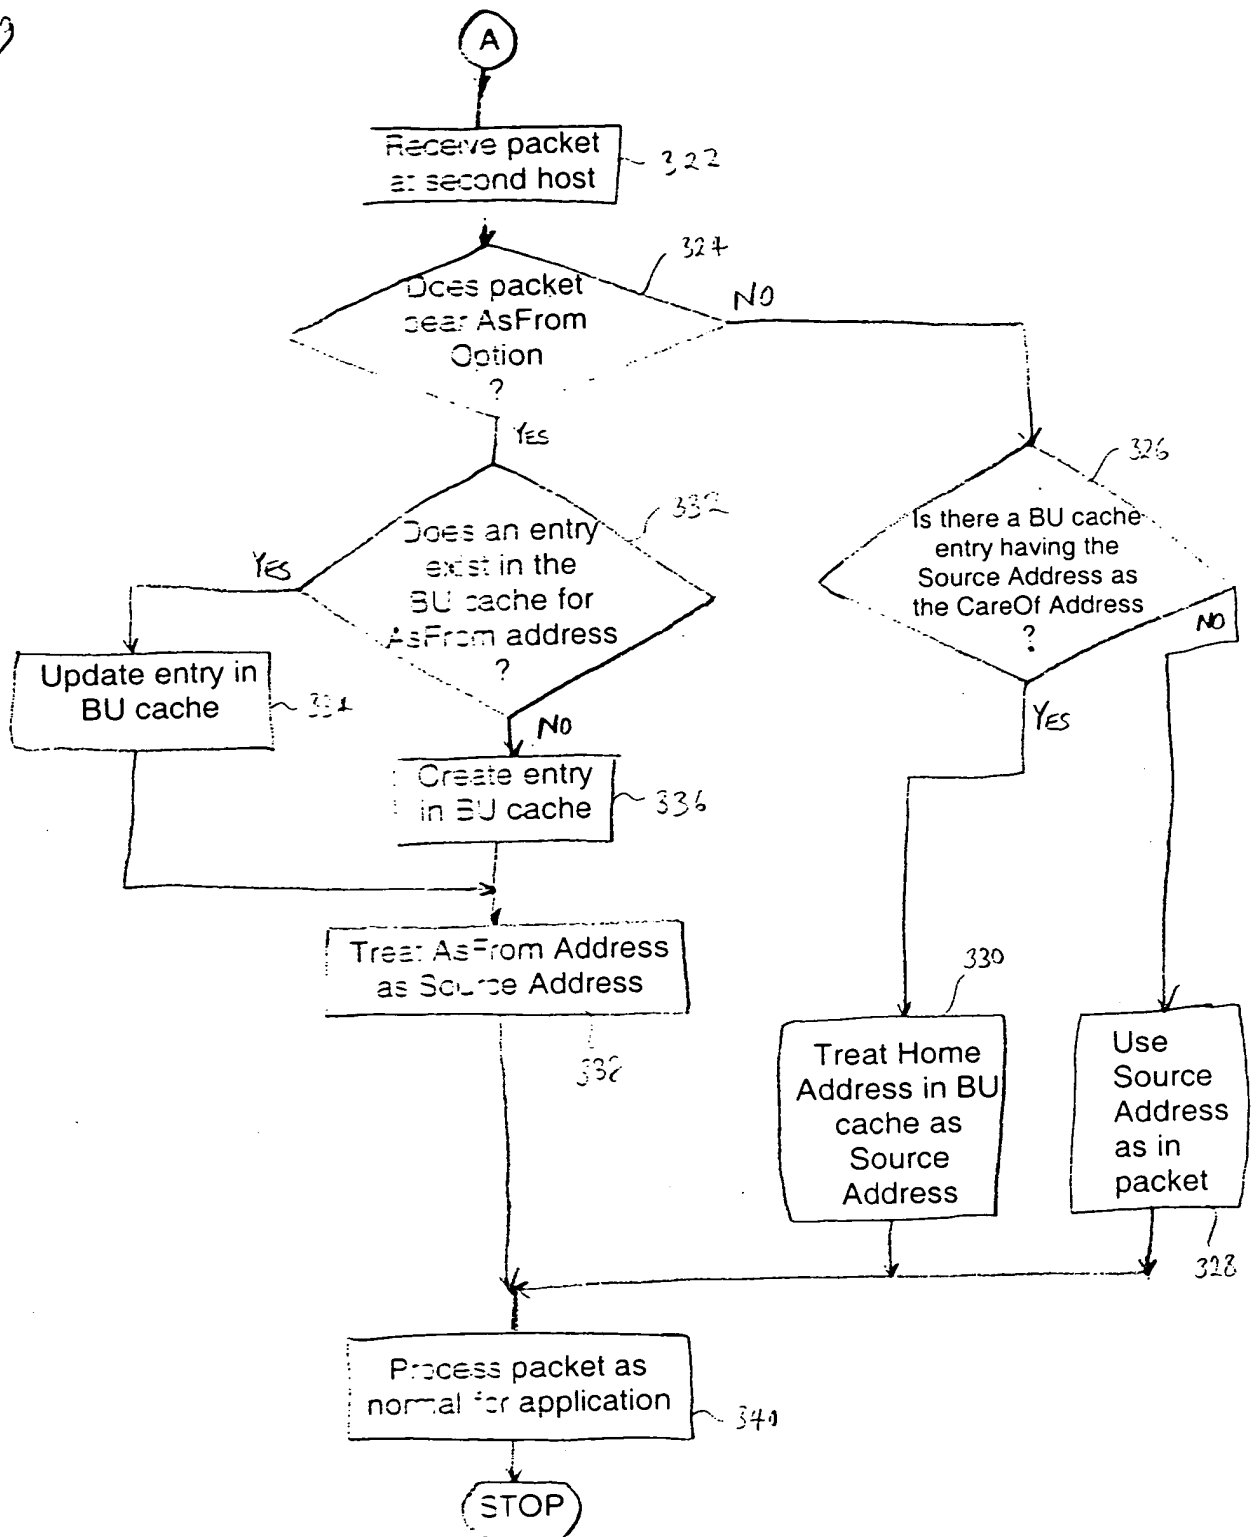 A
Receive packet
at second host
322
324
Does packet
bear AsFrom
Option
?
NO
YES
326
Is there a BU cache
entry having the
Source Address as
the CareOf Address
?
NO
YES
332
Does an entry
exist in the
BU cache for
AsFrom address
?
YES
NO
Update entry in
BU cache
334
Create entry
in BU cache
336
Treat AsFrom Address
as Source Address
338
330
Treat Home
Address in BU
cache as
Source
Address
Use
Source
Address
as in
packet
328
Process packet as
normal for application
340
STOP